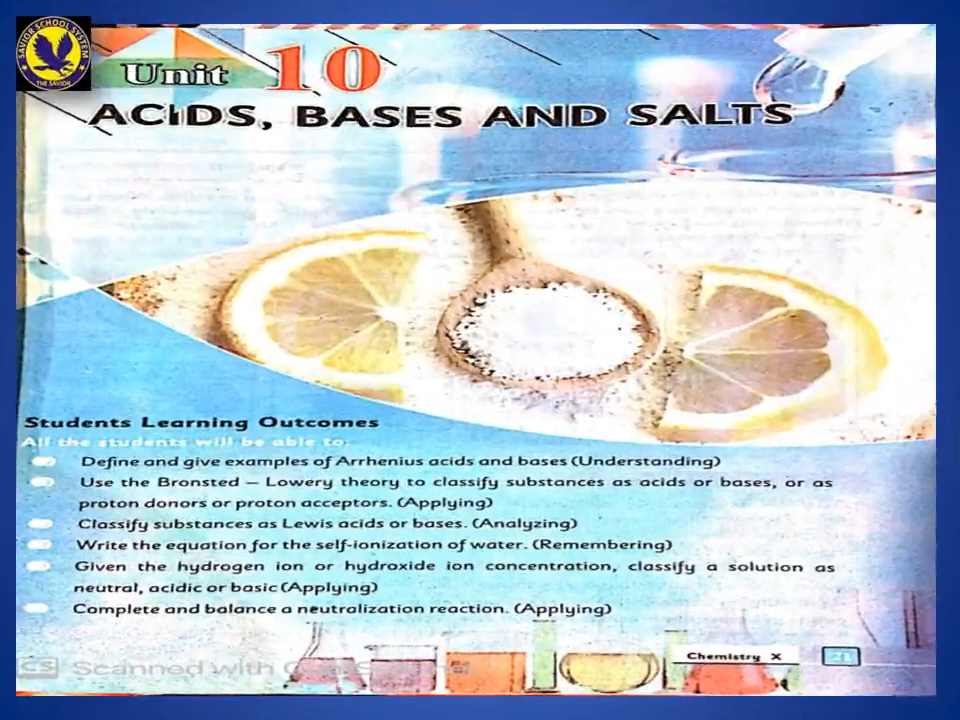 SAVIOR SCHOOL SYSTEM
THE SAVIOR
Unit 10
ACIDS, BASES AND SALTS
Students Learning Outcomes
All the students will be able to:
Define and give examples of Arrhenius acids and bases (Understanding)
Use the Bronsted – Lowery theory to classify substances as acids or bases, or as
proton donors or proton acceptors. (Applying)
Classify substances as Lewis acids or bases. (Analyzing)
Write the equation for the self-ionization of water. (Remembering)
Given the hydrogen ion or hydroxide ion concentration, classify a solution as
neutral, acidic or basic (Applying)
Complete and balance a neutralization reaction. (Applying)
Chemistry X
CS Scanned with